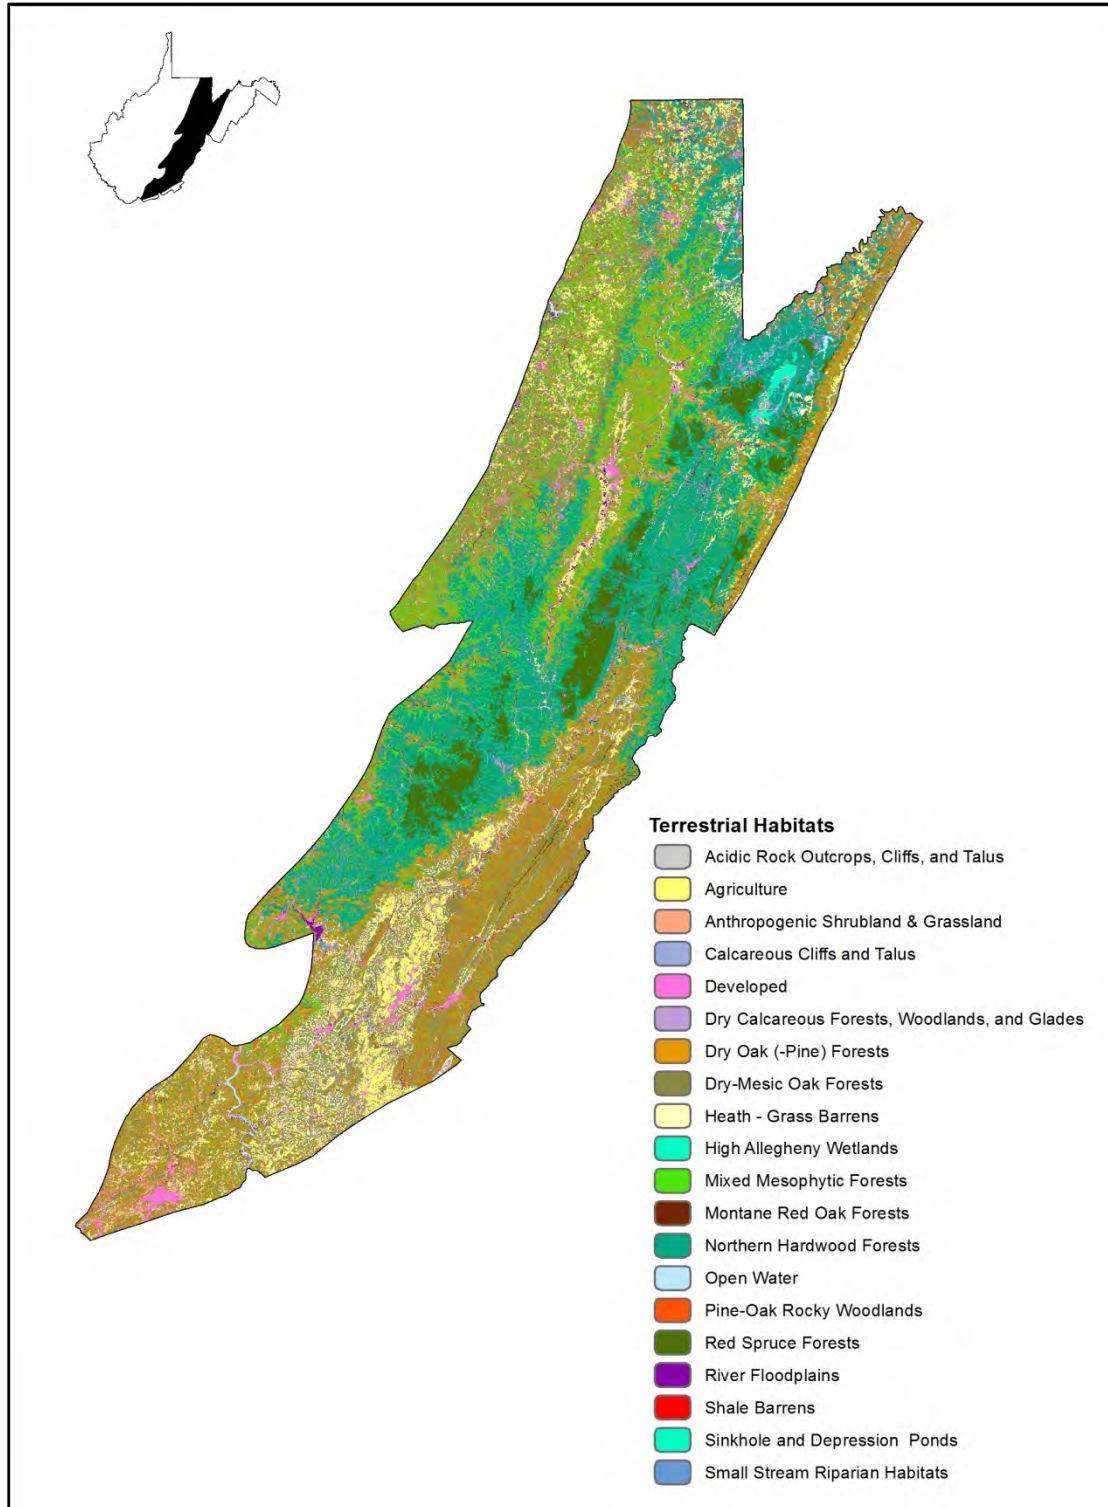 Terrestrial Habitats
Acidic Rock Outcrops, Cliffs, and Talus
Agriculture
Anthropogenic Shrubland & Grassland
Calcareous Cliffs and Talus
Developed
Dry Calcareous Forests, Woodlands, and Glades
Dry Oak (-Pine) Forests
Dry-Mesic Oak Forests
Heath - Grass Barrens
High Allegheny Wetlands
Mixed Mesophytic Forests
Montane Red Oak Forests
Northern Hardwood Forests
Open Water
Pine-Oak Rocky Woodlands
Red Spruce Forests
River Floodplains
Shale Barrens
Sinkhole and Depression  Ponds
Small Stream Riparian Habitats